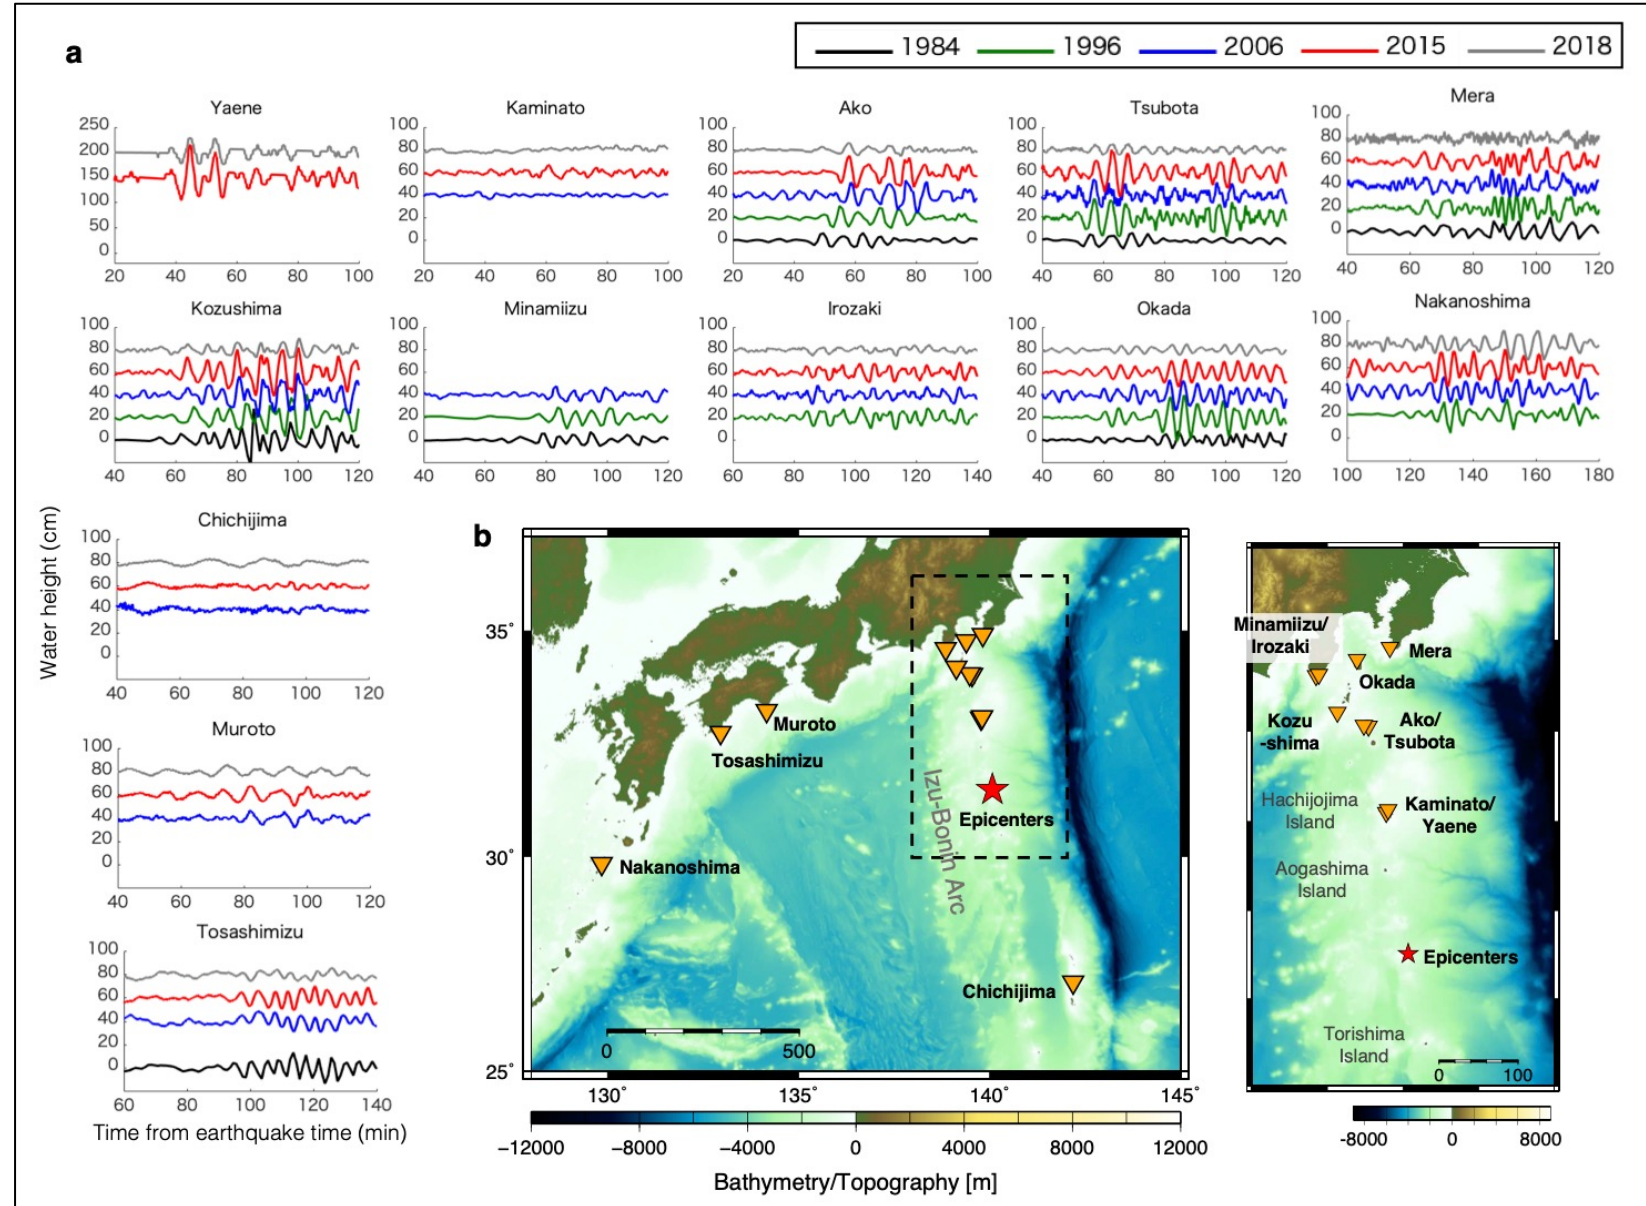 a
1984 1996 2006 2015 2018
Yaene
250
200
150
100
50
0
20 40 60 80 100
Kaminato
100
80
60
40
20
0
20 40 60 80 100
Ako
100
80
60
40
20
0
20 40 60 80 100
Tsubota
100
80
60
40
20
0
40 60 80 100 120
Mera
100
80
60
40
20
0
40 60 80 100 120
Kozushima
100
80
60
40
20
0
40 60 80 100 120
Minamiizu
100
80
60
40
20
0
40 60 80 100 120
Irozaki
100
80
60
40
20
0
60 80 100 120 140
Okada
100
80
60
40
20
0
40 60 80 100 120
Nakanoshima
100
80
60
40
20
0
100 120 140 160 180
Water height (cm)
Chichijima
100
80
60
40
20
0
40 60 80 100 120
Muroto
100
80
60
40
20
0
40 60 80 100 120
Tosashimizu
100
80
60
40
20
0
60 80 100 120 140
Time from earthquake time (min)
b
35°
30°
25°
Muroto
Tosashimizu
Izu-Bonin Arc
Epicenters
Nakanoshima
Chichijima
0 500
130° 135° 140° 145°
−12000 −8000 −4000 0 4000 8000 12000
Bathymetry/Topography [m]
Minamiizu/
Irozaki
Mera
Okada
Kozu
-shima
Ako/
Tsubota
Hachijojima
Island
Kaminato/
Yaene
Aogashima
Island
Epicenters
Torishima
Island
0 100
-8000 0 8000